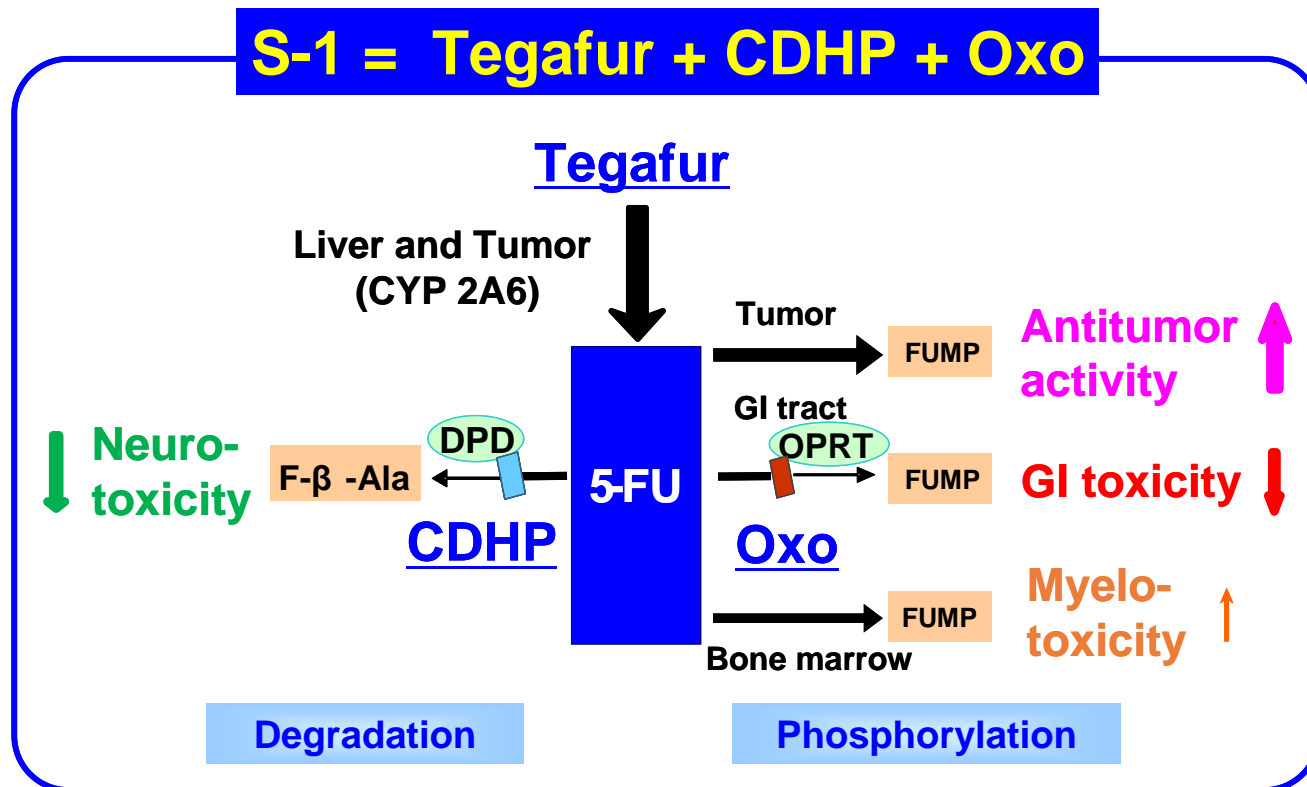 S-1 = Tegafur + CDHP + Oxo
Tegafur
Liver and Tumor
(CYP 2A6)
Tumor
FUMP
Antitumor
activity
GI tract
OPRT
FUMP
GI toxicity
Neuro-
toxicity
F-β -Ala
DPD
5-FU
CDHP
Oxo
Bone marrow
FUMP
Myelo-
toxicity
Degradation
Phosphorylation